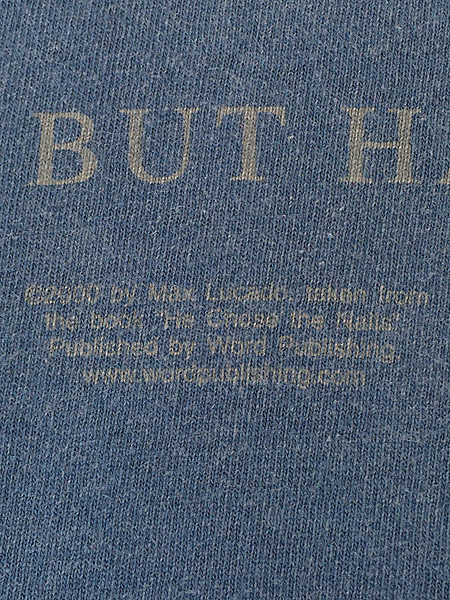 BUT H
©2000 by Max Lucado, taken from
the book "He Chose the Nails"
Published by Word Publishing,
www.wordpublishing.com